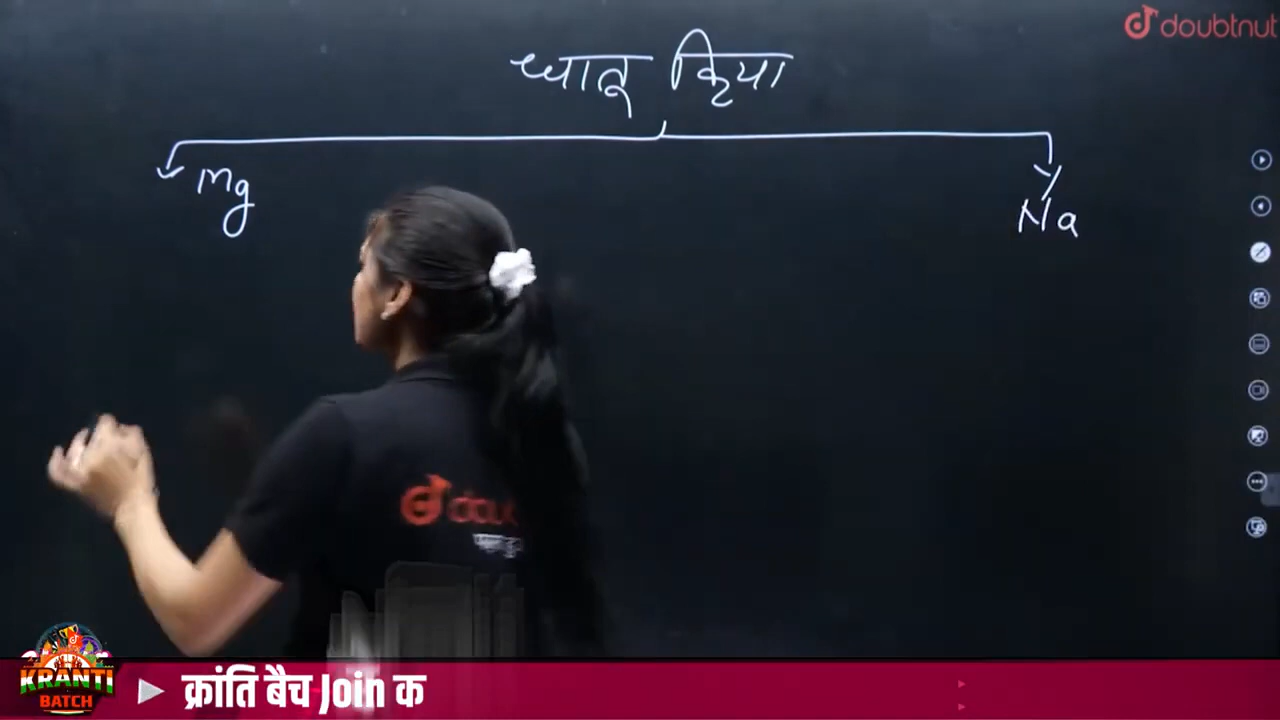 doubtnut
धातु क्रिया
Mg
Na
KRANTI
BATCH
क्रांति बैच Join क